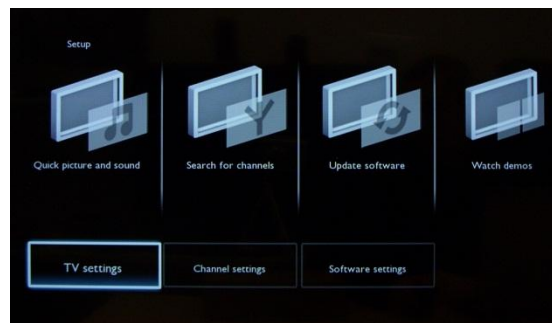 Setup
Quick picture and sound
Search for channels
Update software
Watch demos
TV settings
Channel settings
Software settings